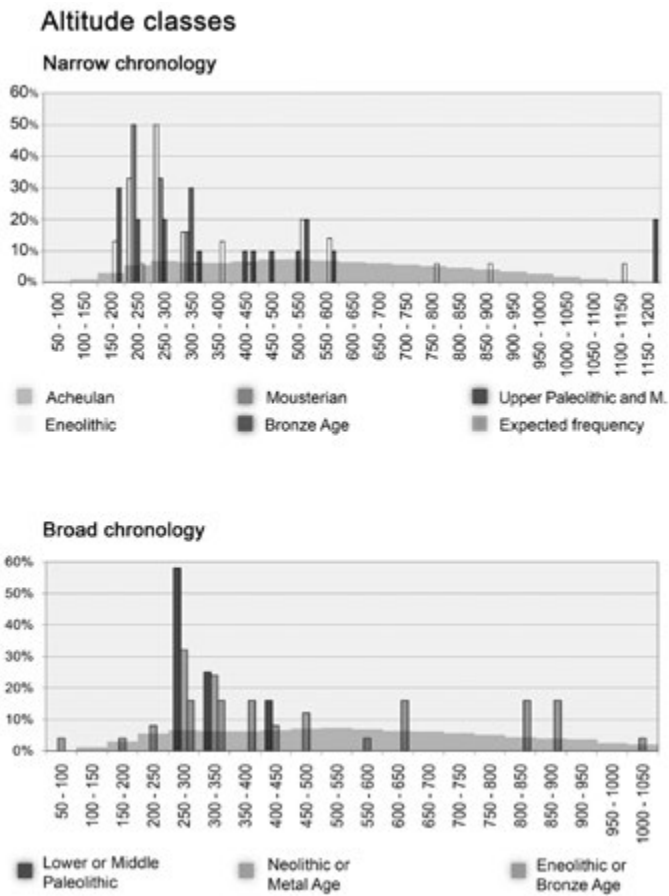 Altitude classes
Narrow chronology
60%
50%
40%
30%
20%
10%
0%
50 - 100
100 - 150
150 - 200
200 - 250
250 - 300
300 - 350
350 - 400
400 - 450
450 - 500
500 - 550
550 - 600
600 - 650
650 - 700
700 - 750
750 - 800
800 - 850
850 - 900
900 - 950
950 - 1000
1000 - 1050
1050 - 1100
1100 - 1150
1150 - 1200
Acheulan Mousterian Upper Paleolithic and M.
Eneolithic Bronze Age Expected frequency
Broad chronology
60%
50%
40%
30%
20%
10%
0%
50 - 100
100 - 150
150 - 200
200 - 250
250 - 300
300 - 350
350 - 400
400 - 450
450 - 500
500 - 550
550 - 600
600 - 650
650 - 700
700 - 750
750 - 800
800 - 850
850 - 900
900 - 950
950 - 1000
1000 - 1050
Lower or Middle Neolithic or Eneolithic or
Paleolithic Metal Age Bronze Age